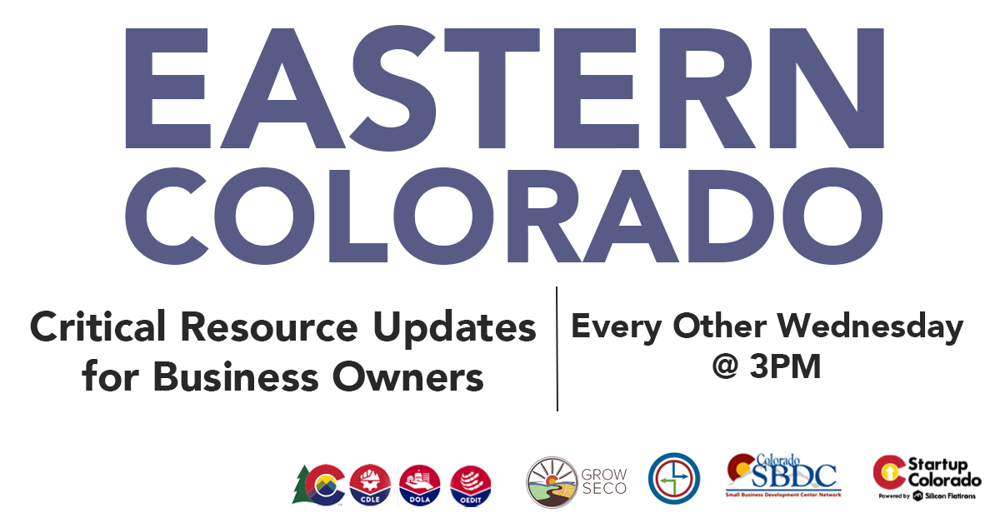 EASTERN
COLORADO
Critical Resource Updates
for Business Owners
Every Other Wednesday
@ 3PM
CDLE
DOLA
OEDIT
GROW
SECO
Colorado
SBDC
Small Business Development Center Network
Startup
Colorado
Powered by Silicon Flatirons